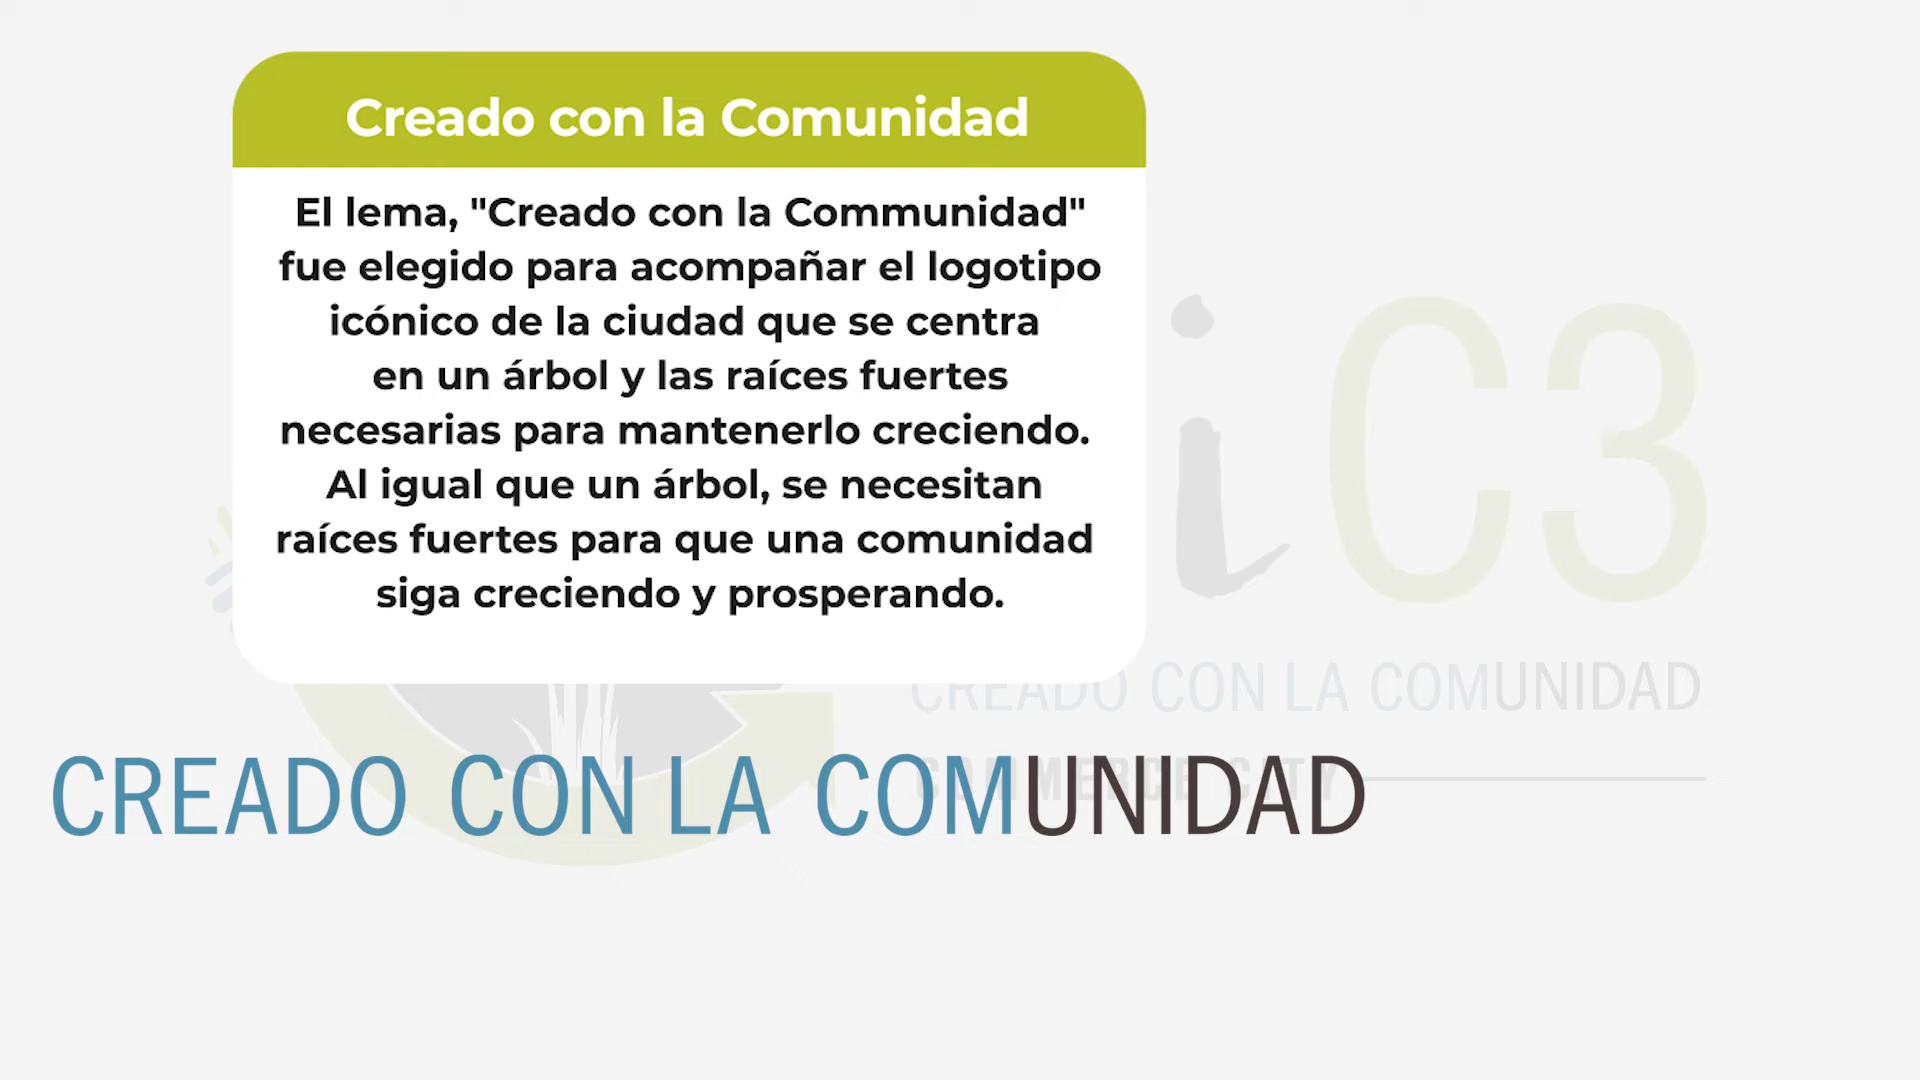 Creado con la Comunidad
El lema, "Creado con la Communidad"
fue elegido para acompañar el logotipo
icónico de la ciudad que se centra
en un árbol y las raíces fuertes
necesarias para mantenerlo creciendo.
Al igual que un árbol, se necesitan
raíces fuertes para que una comunidad
siga creciendo y prosperando.
i C3
CREADO CON LA COMUNIDAD
COMMERCE CITY
CREADO CON LA COMUNIDAD